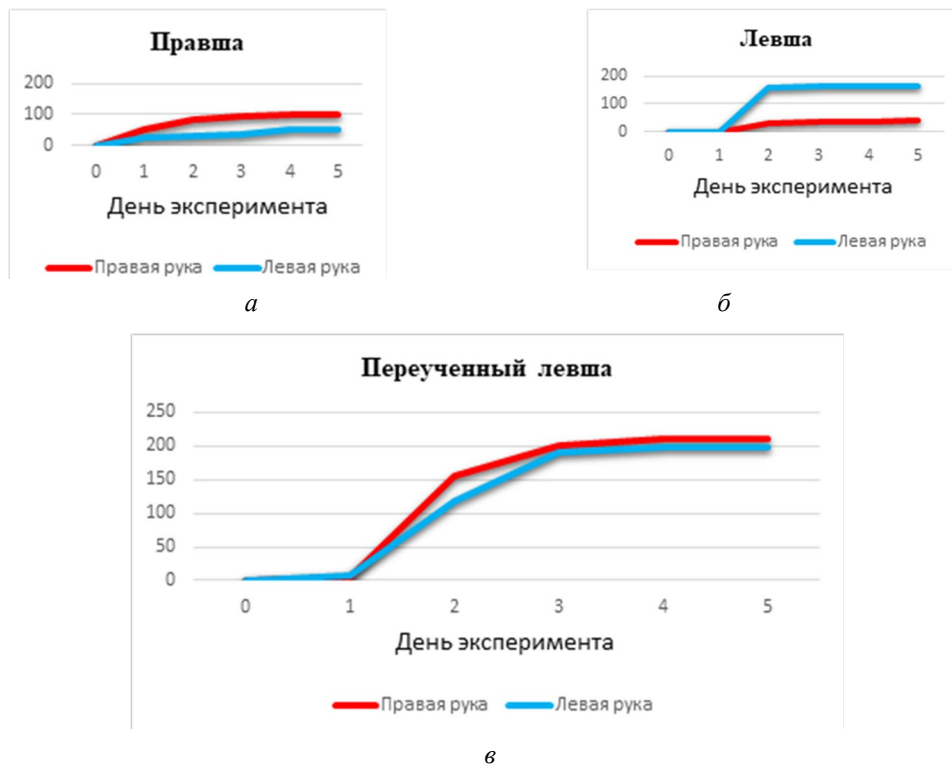 Правша
200
100
0
0 1 2 3 4 5
День эксперимента
Правая рука Левая рука
а
Левша
200
100
0
0 1 2 3 4 5
День эксперимента
Правая рука Левая рука
б
Переученный левша
250
200
150
100
50
0
0 1 2 3 4 5
День эксперимента
Правая рука Левая рука
в